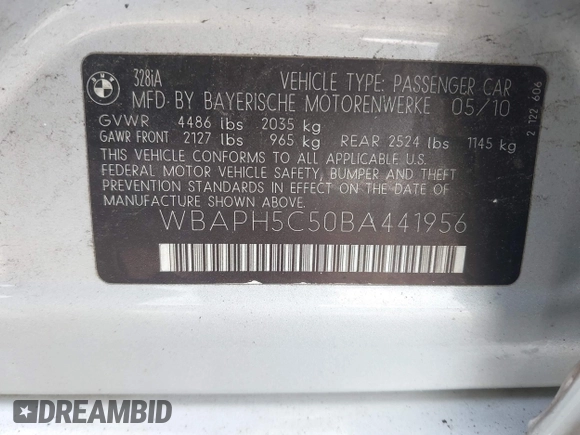 BMW
328iA
VEHICLE TYPE: PASSENGER CAR
MFD. BY BAYERISCHE MOTORENWERKE 05/10
GVWR 4486 lbs 2035 kg
GAWR FRONT 2127 lbs 965 kg REAR 2524 lbs 1145 kg
THIS VEHICLE CONFORMS TO ALL APPLICABLE U.S.
FEDERAL MOTOR VEHICLE SAFETY, BUMPER AND THEFT
PREVENTION STANDARDS IN EFFECT ON THE DATE OF
MANUFACTURE SHOWN ABOVE.
WBAPH5C50BA441956
2 122 606
DREAMBID